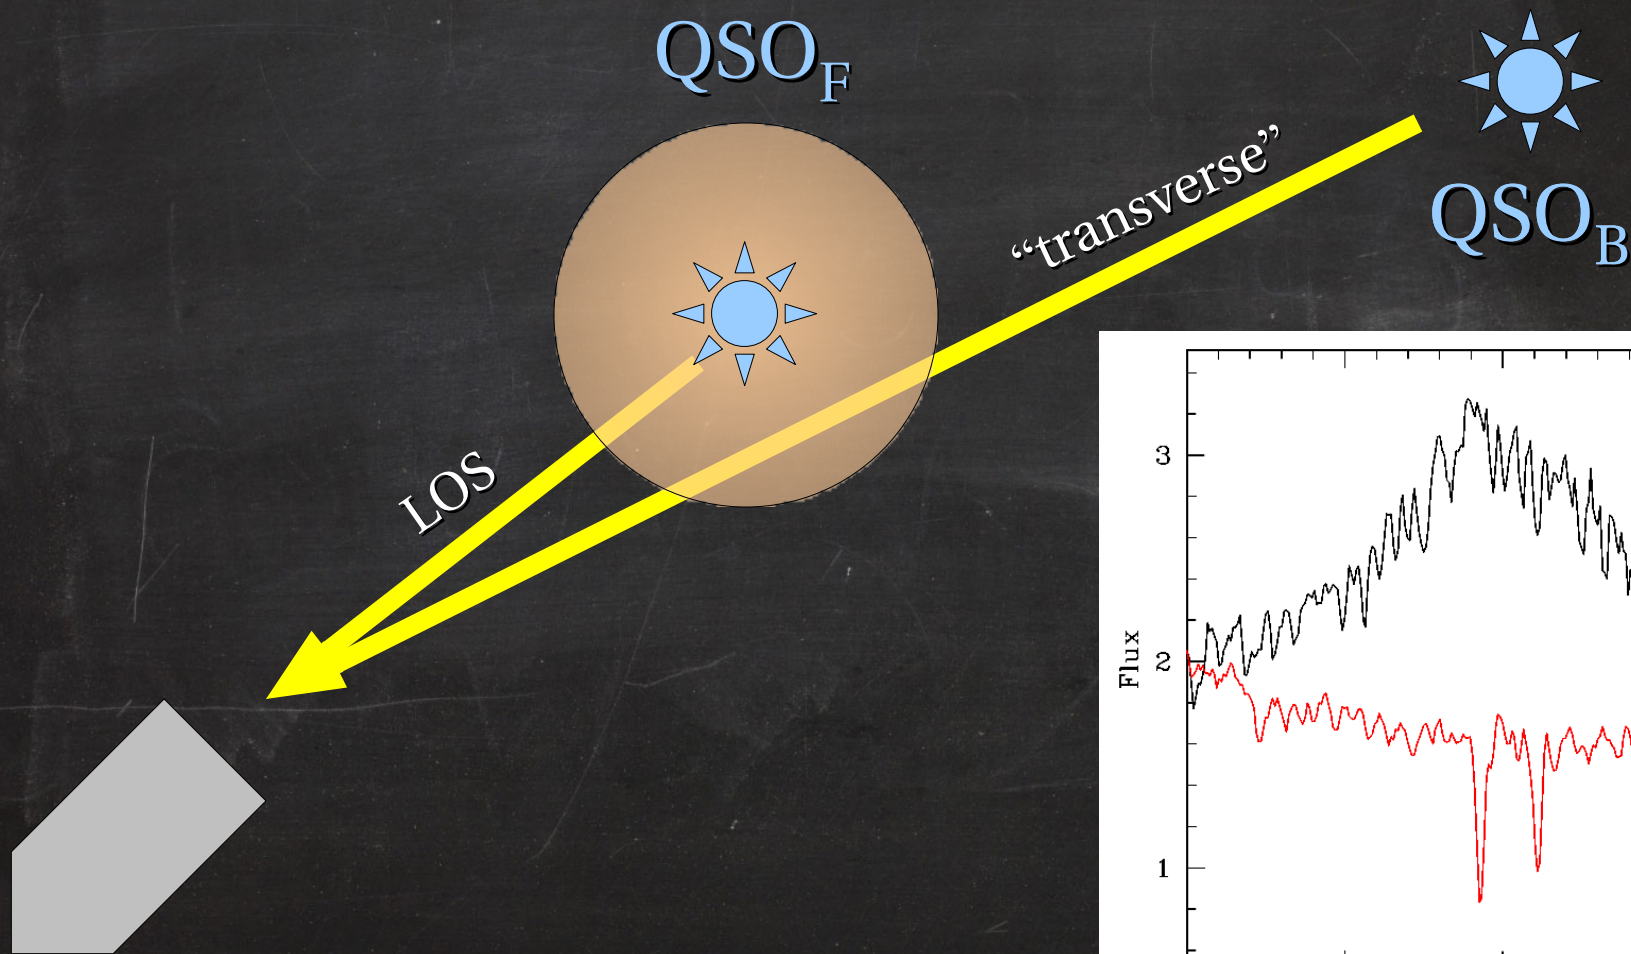 QSO_F
QSO_B
“transverse”
LOS
3
2
1
Flux